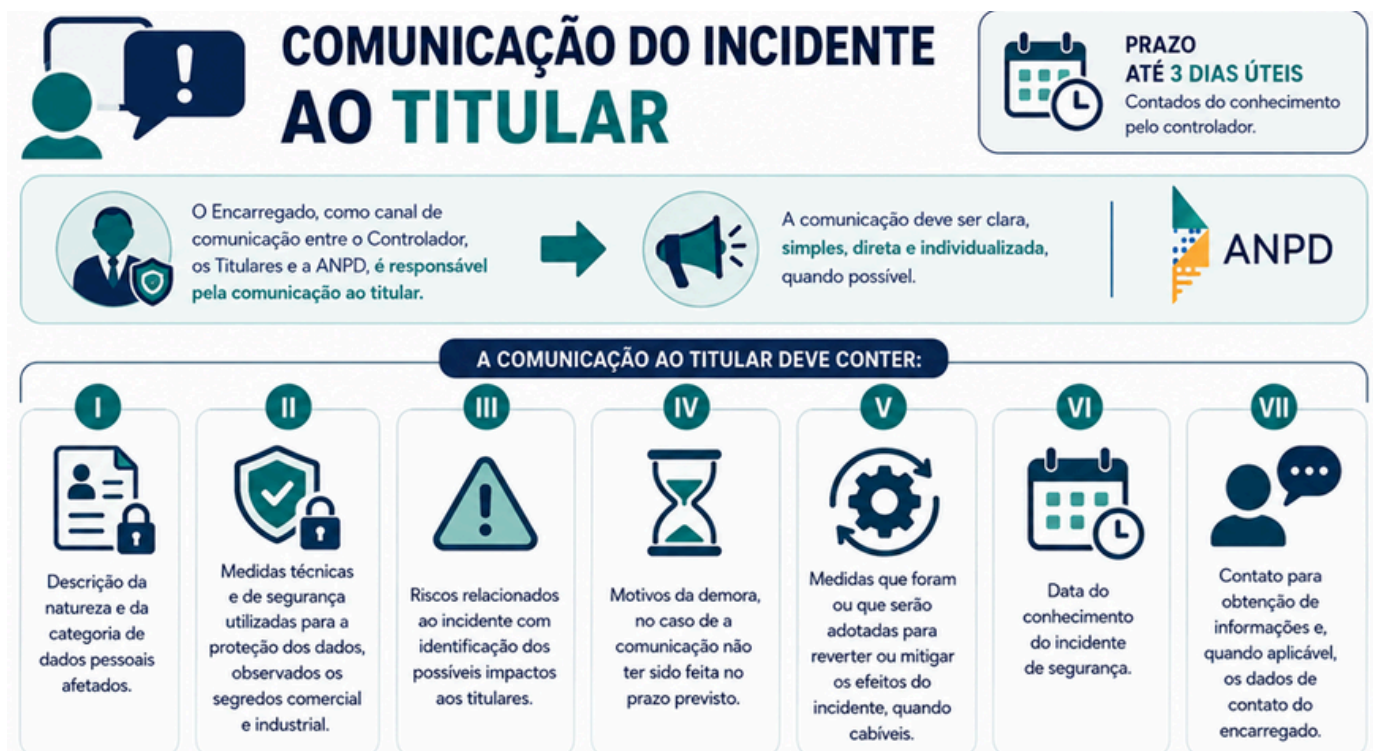 COMUNICAÇÃO DO INCIDENTE
AO TITULAR
PRAZO
ATÉ 3 DIAS ÚTEIS
Contados do conhecimento
pelo controlador.
O Encarregado, como canal de
comunicação entre o Controlador,
os Titulares e a ANPD, é responsável
pela comunicação ao titular.
A comunicação deve ser clara,
simples, direta e individualizada,
quando possível.
ANPD
A COMUNICAÇÃO AO TITULAR DEVE CONTER:
I
Descrição da
natureza e da
categoria de
dados pessoais
afetados.
II
Medidas técnicas
e de segurança
utilizadas para a
proteção dos dados,
observados os
segredos comercial
e industrial.
III
Riscos relacionados
ao incidente com
identificação dos
possíveis impactos
aos titulares.
IV
Motivos da demora,
no caso de a
comunicação não
ter sido feita no
prazo previsto.
V
Medidas que foram
ou que serão
adotadas para
reverter ou mitigar
os efeitos do
incidente, quando
cabíveis.
VI
Data do
conhecimento
do incidente
de segurança.
VII
Contato para
obtenção de
informações e,
quando aplicável,
os dados de
contato do
encarregado.